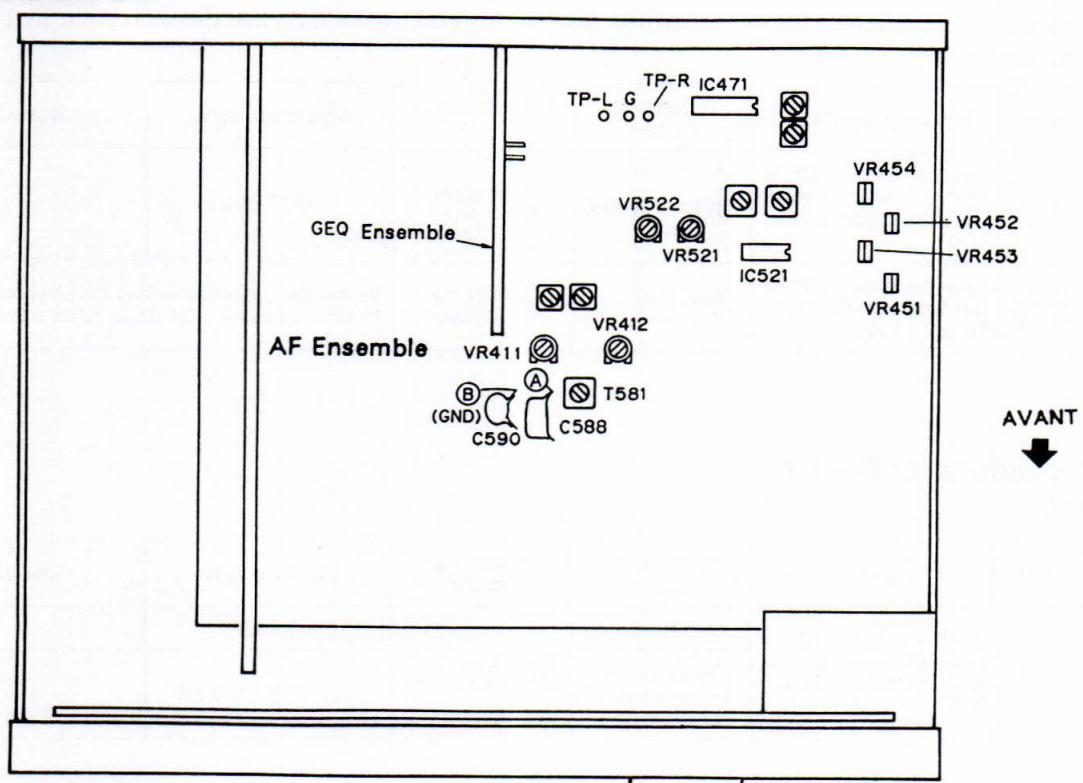 TP-L G TP-R IC471
VR454
VR452
VR522
VR453
GEQ Ensemble
VR521
IC521
VR451
VR412
AF Ensemble
VR411
A
B
T581
(GND)
C590
C588
AVANT